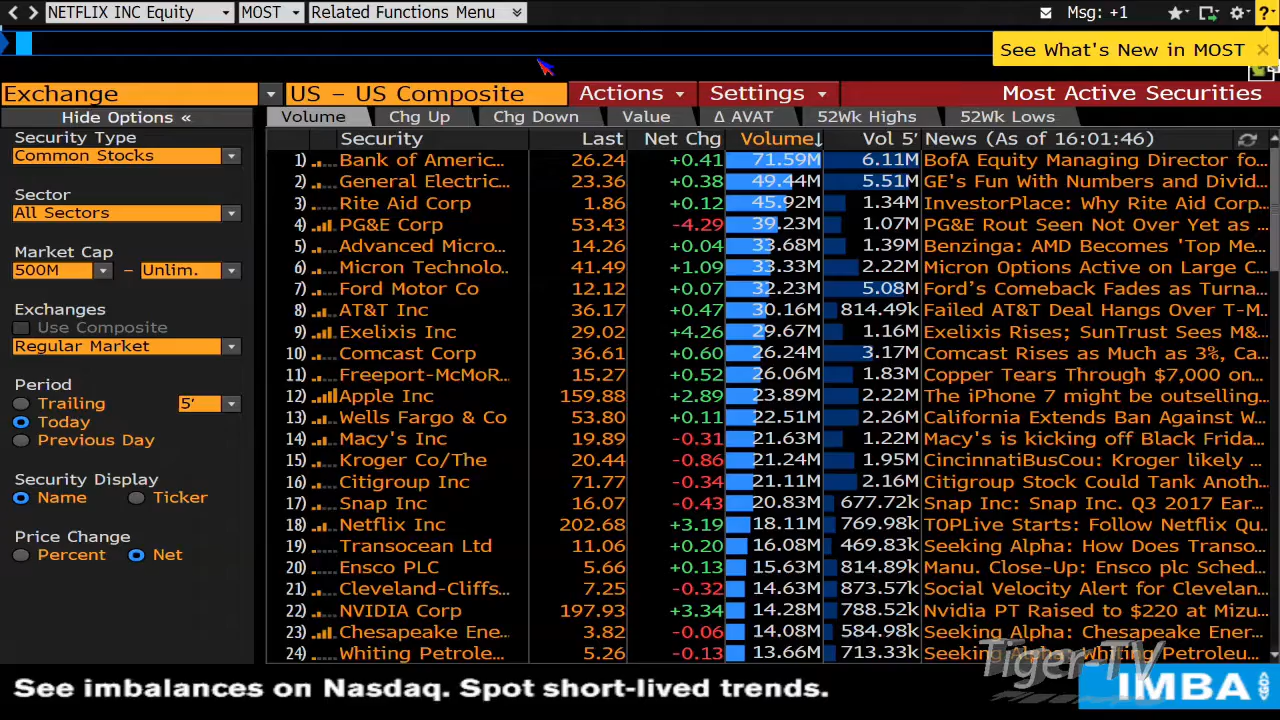 NETFLIX INC Equity MOST Related Functions Menu Msg: +1 ?
See What's New in MOST
Exchange US - US Composite Actions Settings Most Active Securities
Hide Options « Volume Chg Up Chg Down Value Δ AVAT 52Wk Highs 52Wk Lows
Security Type
Common Stocks
Sector
All Sectors
Market Cap
500M - Unlim.
Exchanges
Use Composite
Regular Market
Period
Trailing 5'
Today
Previous Day
Security Display
Name Ticker
Price Change
Percent Net
Security Last Net Chg Volume↓ Vol 5' News (As of 16:01:46)
1) Bank of Americ... 26.24 +0.41 71.59M 6.11M BofA Equity Managing Director fo...
2) General Electric... 23.36 +0.38 49.44M 5.51M GE's Fun With Numbers and Divid...
3) Rite Aid Corp 1.86 +0.12 45.92M 1.34M InvestorPlace: Why Rite Aid Corp...
4) PG&E Corp 53.43 -4.29 39.23M 1.07M PG&E Rout Seen Not Over Yet as ...
5) Advanced Micro... 14.26 +0.04 33.68M 1.39M Benzinga: AMD Becomes 'Top Me...
6) Micron Technolo.. 41.49 +1.09 33.33M 2.22M Micron Options Active on Large C...
7) Ford Motor Co 12.12 +0.07 32.23M 5.08M Ford's Comeback Fades as Turna...
8) AT&T Inc 36.17 +0.47 30.16M 814.49k Failed AT&T Deal Hangs Over T-M...
9) Exelixis Inc 29.02 +4.26 29.67M 1.16M Exelixis Rises; SunTrust Sees M&...
10) Comcast Corp 36.61 +0.60 26.24M 3.17M Comcast Rises as Much as 3%, Ca...
11) Freeport-McMoR... 15.27 +0.52 26.06M 1.83M Copper Tears Through $7,000 on...
12) Apple Inc 159.88 +2.89 23.89M 2.22M The iPhone 7 might be outselling...
13) Wells Fargo & Co 53.80 +0.11 22.51M 2.26M California Extends Ban Against W...
14) Macy's Inc 19.89 -0.31 21.63M 1.22M Macy's is kicking off Black Frida...
15) Kroger Co/The 20.44 -0.86 21.24M 1.95M CincinnatiBusCou: Kroger likely ...
16) Citigroup Inc 71.77 -0.34 21.11M 2.16M Citigroup Stock Could Tank Anoth...
17) Snap Inc 16.07 -0.43 20.83M 677.72k Snap Inc: Snap Inc. Q3 2017 Ear...
18) Netflix Inc 202.68 +3.19 18.11M 769.98k TOPLive Starts: Follow Netflix Qu...
19) Transocean Ltd 11.06 +0.20 16.08M 469.83k Seeking Alpha: How Does Transo...
20) Ensco PLC 5.66 +0.13 15.63M 814.89k Manu. Close-Up: Ensco plc Sched...
21) Cleveland-Cliffs... 7.25 -0.32 14.63M 873.57k Social Velocity Alert for Clevelan...
22) NVIDIA Corp 197.93 +3.34 14.28M 788.52k Nvidia PT Raised to $220 at Mizu...
23) Chesapeake Ene... 3.82 -0.06 14.08M 584.98k Seeking Alpha: Chesapeake Ener...
24) Whiting Petrole... 5.26 -0.13 13.66M 713.33k Seeking Alpha: Whiting Petroleu...
Tiger-TV
See imbalances on Nasdaq. Spot short-lived trends. IMBA GO